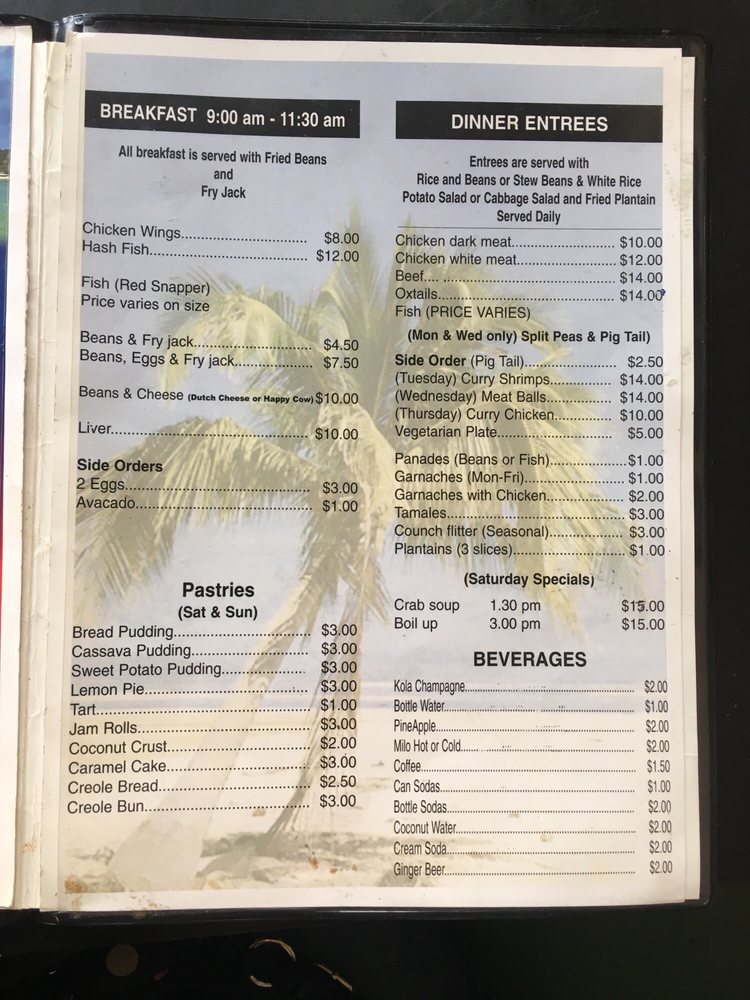 BREAKFAST 9:00 am - 11:30 am
All breakfast is served with Fried Beans
and
Fry Jack
Chicken Wings................................ $8.00
Hash Fish....................................... $12.00
Fish (Red Snapper)
Price varies on size
Beans & Fry jack.............................. $4.50
Beans, Eggs & Fry jack.................... $7.50
Beans & Cheese (Dutch Cheese or Happy Cow) $10.00
Liver.................................................. $10.00
Side Orders
2 Eggs.............................................. $3.00
Avacado............................................ $1.00
Pastries
(Sat & Sun)
Bread Pudding.................................. $3.00
Cassava Pudding.............................. $3.00
Sweet Potato Pudding...................... $3.00
Lemon Pie........................................ $3.00
Tart.................................................... $1.00
Jam Rolls.......................................... $3.00
Coconut Crust................................... $2.00
Caramel Cake................................... $3.00
Creole Bread..................................... $2.50
Creole Bun........................................ $3.00
DINNER ENTREES
Entrees are served with
Rice and Beans or Stew Beans & White Rice
Potato Salad or Cabbage Salad and Fried Plantain
Served Daily
Chicken dark meat......................... $10.00
Chicken white meat........................ $12.00
Beef................................................ $14.00
Oxtails............................................. $14.00
Fish (PRICE VARIES)
(Mon & Wed only) Split Peas & Pig Tail)
Side Order (Pig Tail)....................... $2.50
(Tuesday) Curry Shrimps............... $14.00
(Wednesday) Meat Balls................ $14.00
(Thursday) Curry Chicken.............. $10.00
Vegetarian Plate............................. $5.00
Panades (Beans or Fish)................ $1.00
Garnaches (Mon-Fri)...................... $1.00
Garnaches with Chicken................ $2.00
Tamales.......................................... $3.00
Counch flitter (Seasonal)................ $3.00
Plantains (3 slices).......................... $1.00
(Saturday Specials)
Crab soup 1.30 pm $15.00
Boil up 3.00 pm $15.00
BEVERAGES
Kola Champagne............................ $2.00
Bottle Water.................................... $1.00
PineApple....................................... $2.00
Milo Hot or Cold.............................. $2.00
Coffee............................................. $1.50
Can Sodas...................................... $1.00
Bottle Sodas................................... $2.00
Coconut Water................................ $2.00
Cream Soda................................... $2.00
Ginger Beer.................................... $2.00